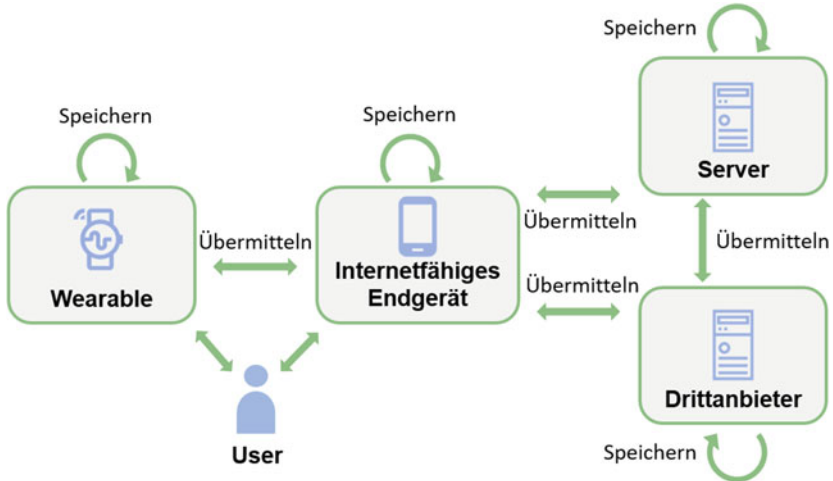 Speichern
Speichern
Speichern
Server
Übermitteln
Übermitteln
Wearable
Internetfähiges
Endgerät
Übermitteln
Übermitteln
Drittanbieter
User
Speichern